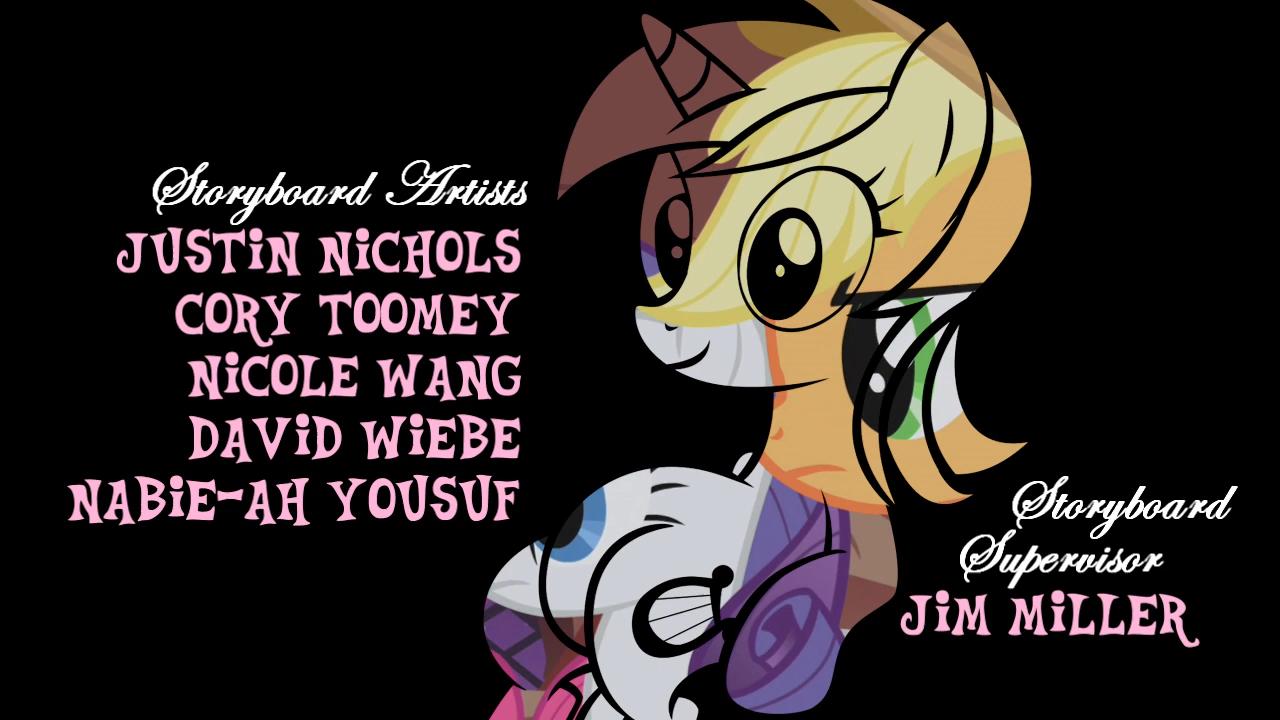 Storyboard Artists
JUSTiN NiCHOLS
CORY TOOMEY
NiCOLE WANG
DAViD WiEBE
NABiE-AH YOUSUF
Storyboard
Supervisor
JiM MiLLER